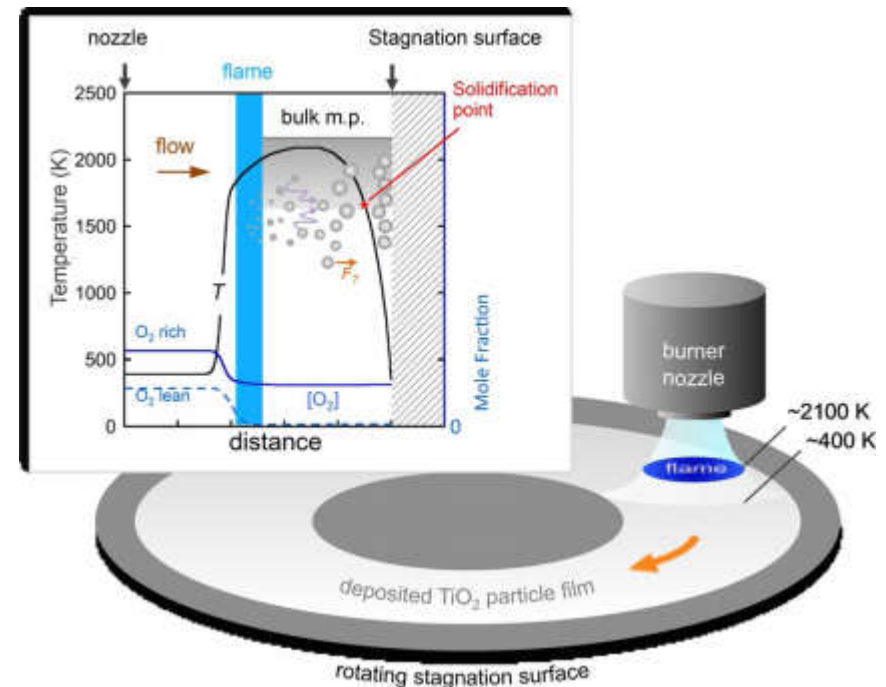 nozzle
Stagnation surface
flame
Solidification
point
2500
bulk m.p.
flow
2000
1500
1000
500
0
Temperature (K)
T
F_T
O₂ rich
O₂ lean
[O₂]
0
Mole Fraction
distance
burner
nozzle
~2100 K
~400 K
flame
deposited TiO₂ particle film
rotating stagnation surface